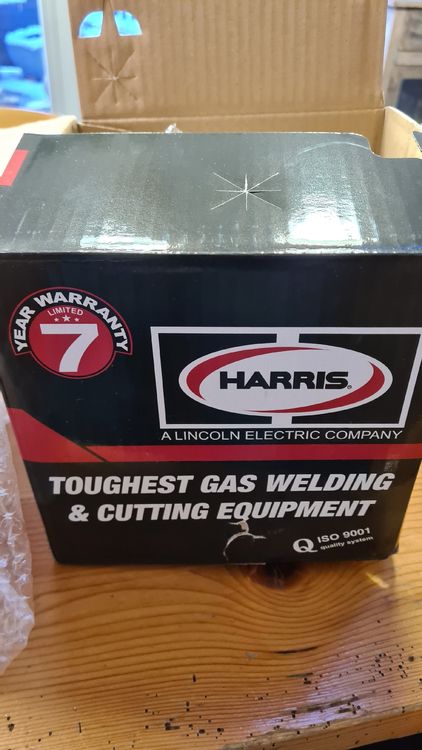 YEAR WARRANTY
LIMITED
7
HARRIS®
A LINCOLN ELECTRIC COMPANY
TOUGHEST GAS WELDING
& CUTTING EQUIPMENT
Q ISO 9001
quality system